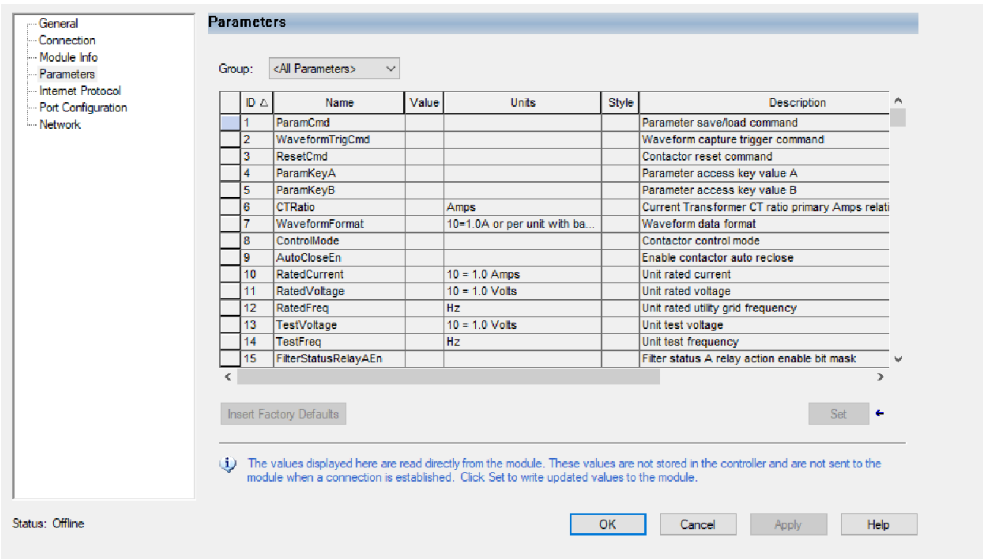 General
Connection
Module Info
Parameters
Internet Protocol
Port Configuration
Network
Parameters
Group: <All Parameters>
ID Name Value Units Style Description
1 ParamCmd Parameter save/load command
2 WaveformTrigCmd Waveform capture trigger command
3 ResetCmd Contactor reset command
4 ParamKeyA Parameter access key value A
5 ParamKeyB Parameter access key value B
6 CTRatio Amps Current Transformer CT ratio primary Amps relati
7 WaveformFormat 10=1.0A or per unit with ba... Waveform data format
8 ControlMode Contactor control mode
9 AutoCloseEn Enable contactor auto reclose
10 RatedCurrent 10 = 1.0 Amps Unit rated current
11 RatedVoltage 10 = 1.0 Volts Unit rated voltage
12 RatedFreq Hz Unit rated utility grid frequency
13 TestVoltage 10 = 1.0 Volts Unit test voltage
14 TestFreq Hz Unit test frequency
15 FilterStatusRelayAEn Filter status A relay action enable bit mask
Insert Factory Defaults Set
The values displayed here are read directly from the module. These values are not stored in the controller and are not sent to the
module when a connection is established. Click Set to write updated values to the module.
Status: Offline OK Cancel Apply Help